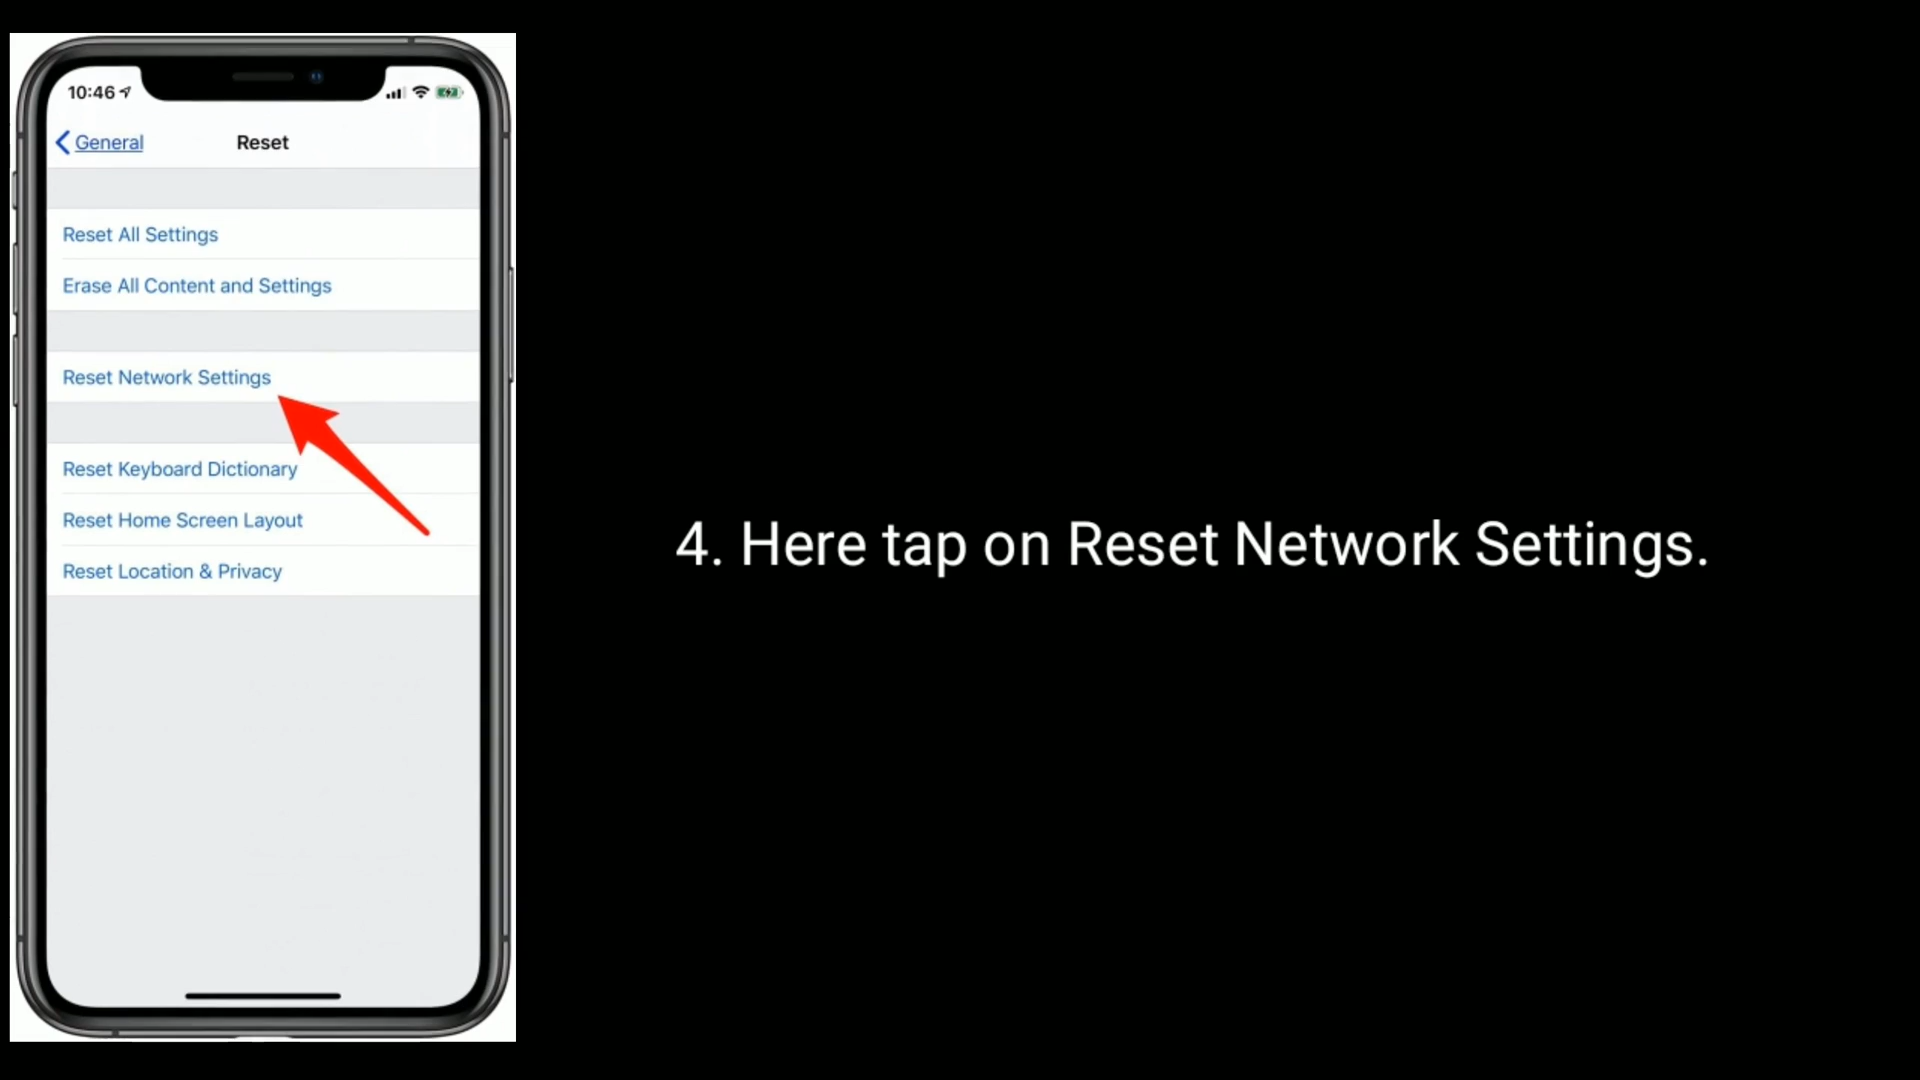 10:46
General
Reset
Reset All Settings
Erase All Content and Settings
Reset Network Settings
Reset Keyboard Dictionary
Reset Home Screen Layout
Reset Location & Privacy
4. Here tap on Reset Network Settings.